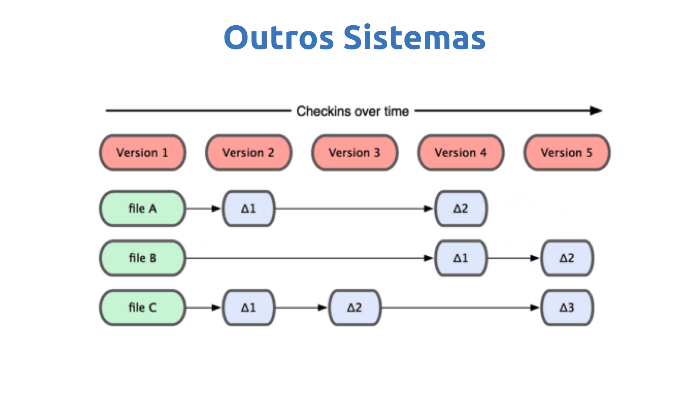 Outros Sistemas
Checkins over time
Version 1 Version 2 Version 3 Version 4 Version 5
file A Δ1 Δ2
file B Δ1 Δ2
file C Δ1 Δ2 Δ3